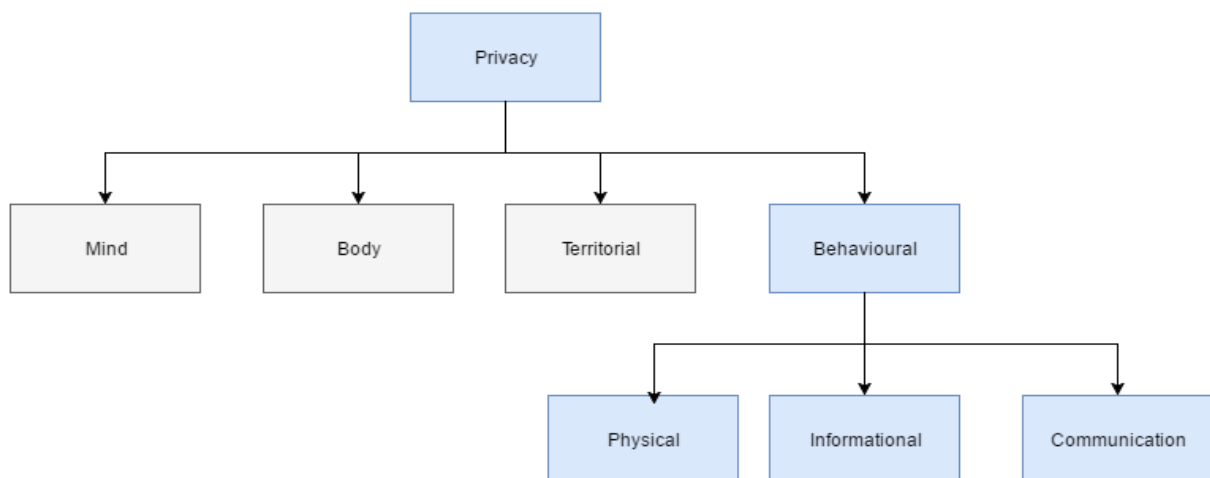 Privacy
Mind
Body
Territorial
Behavioural
Physical
Informational
Communication